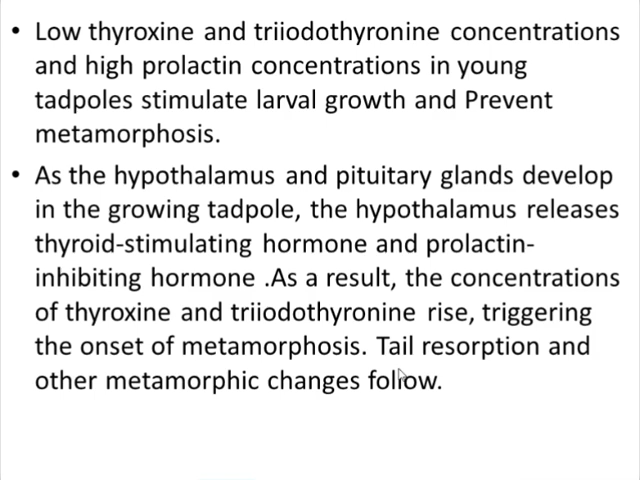 • Low thyroxine and triiodothyronine concentrations
and high prolactin concentrations in young
tadpoles stimulate larval growth and Prevent
metamorphosis.
• As the hypothalamus and pituitary glands develop
in the growing tadpole, the hypothalamus releases
thyroid-stimulating hormone and prolactin-
inhibiting hormone .As a result, the concentrations
of thyroxine and triiodothyronine rise, triggering
the onset of metamorphosis. Tail resorption and
other metamorphic changes follow.